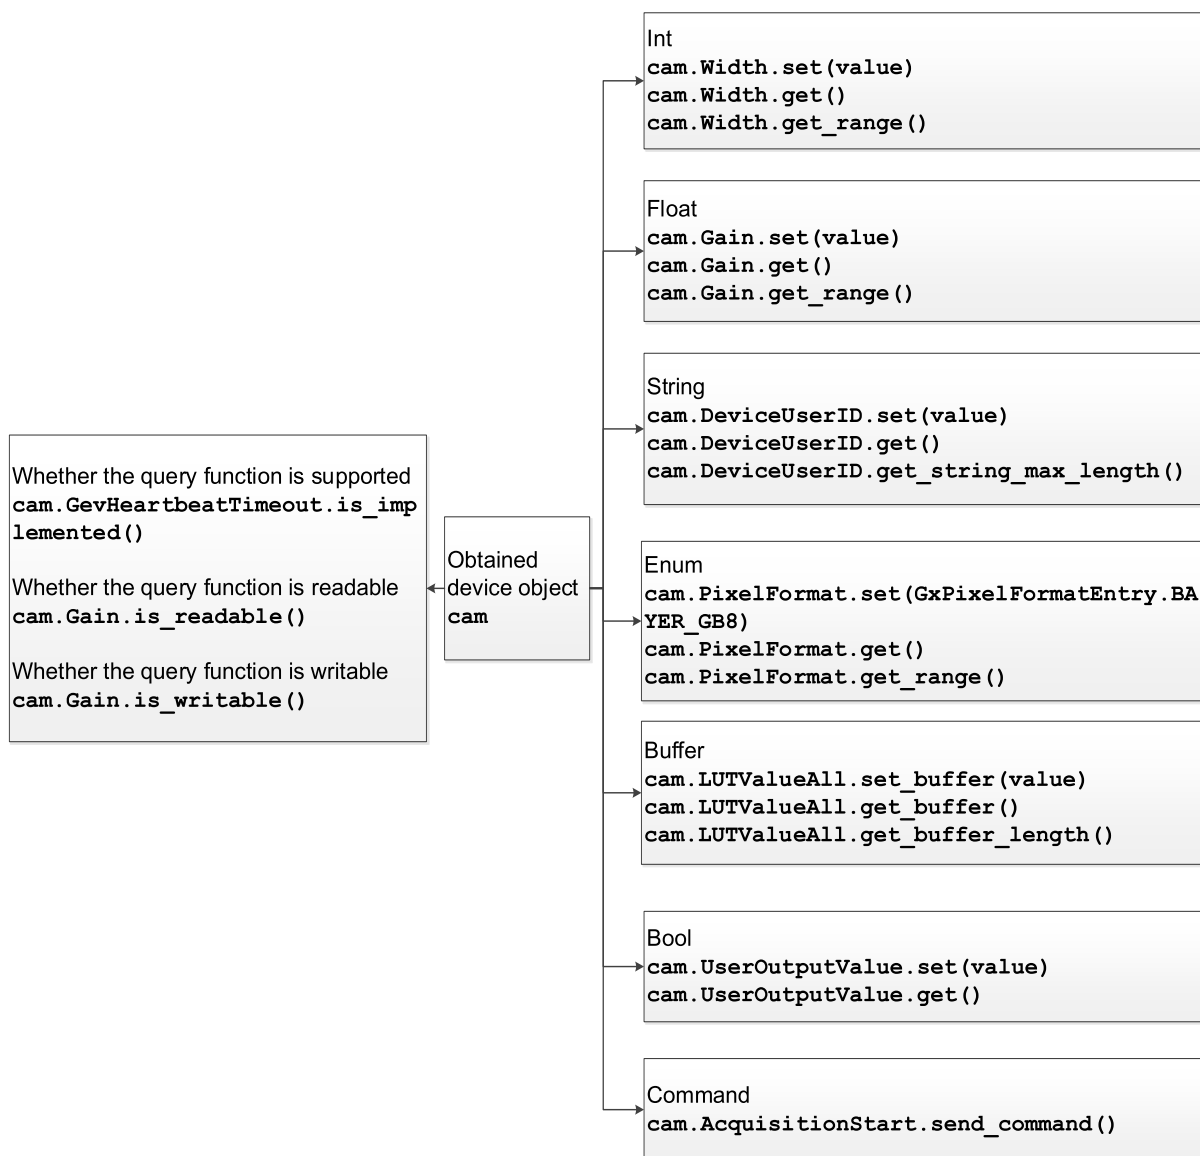 Int
cam.Width.set(value)
cam.Width.get()
cam.Width.get_range()
Float
cam.Gain.set(value)
cam.Gain.get()
cam.Gain.get_range()
String
cam.DeviceUserID.set(value)
cam.DeviceUserID.get()
cam.DeviceUserID.get_string_max_length()
Whether the query function is supported
cam.GevHeartbeatTimeout.is_imp
lemented()
Whether the query function is readable
cam.Gain.is_readable()
Whether the query function is writable
cam.Gain.is_writable()
Obtained
device object
cam
Enum
cam.PixelFormat.set(GxPixelFormatEntry.BA
YER_GB8)
cam.PixelFormat.get()
cam.PixelFormat.get_range()
Buffer
cam.LUTValueAll.set_buffer(value)
cam.LUTValueAll.get_buffer()
cam.LUTValueAll.get_buffer_length()
Bool
cam.UserOutputValue.set(value)
cam.UserOutputValue.get()
Command
cam.AcquisitionStart.send_command()